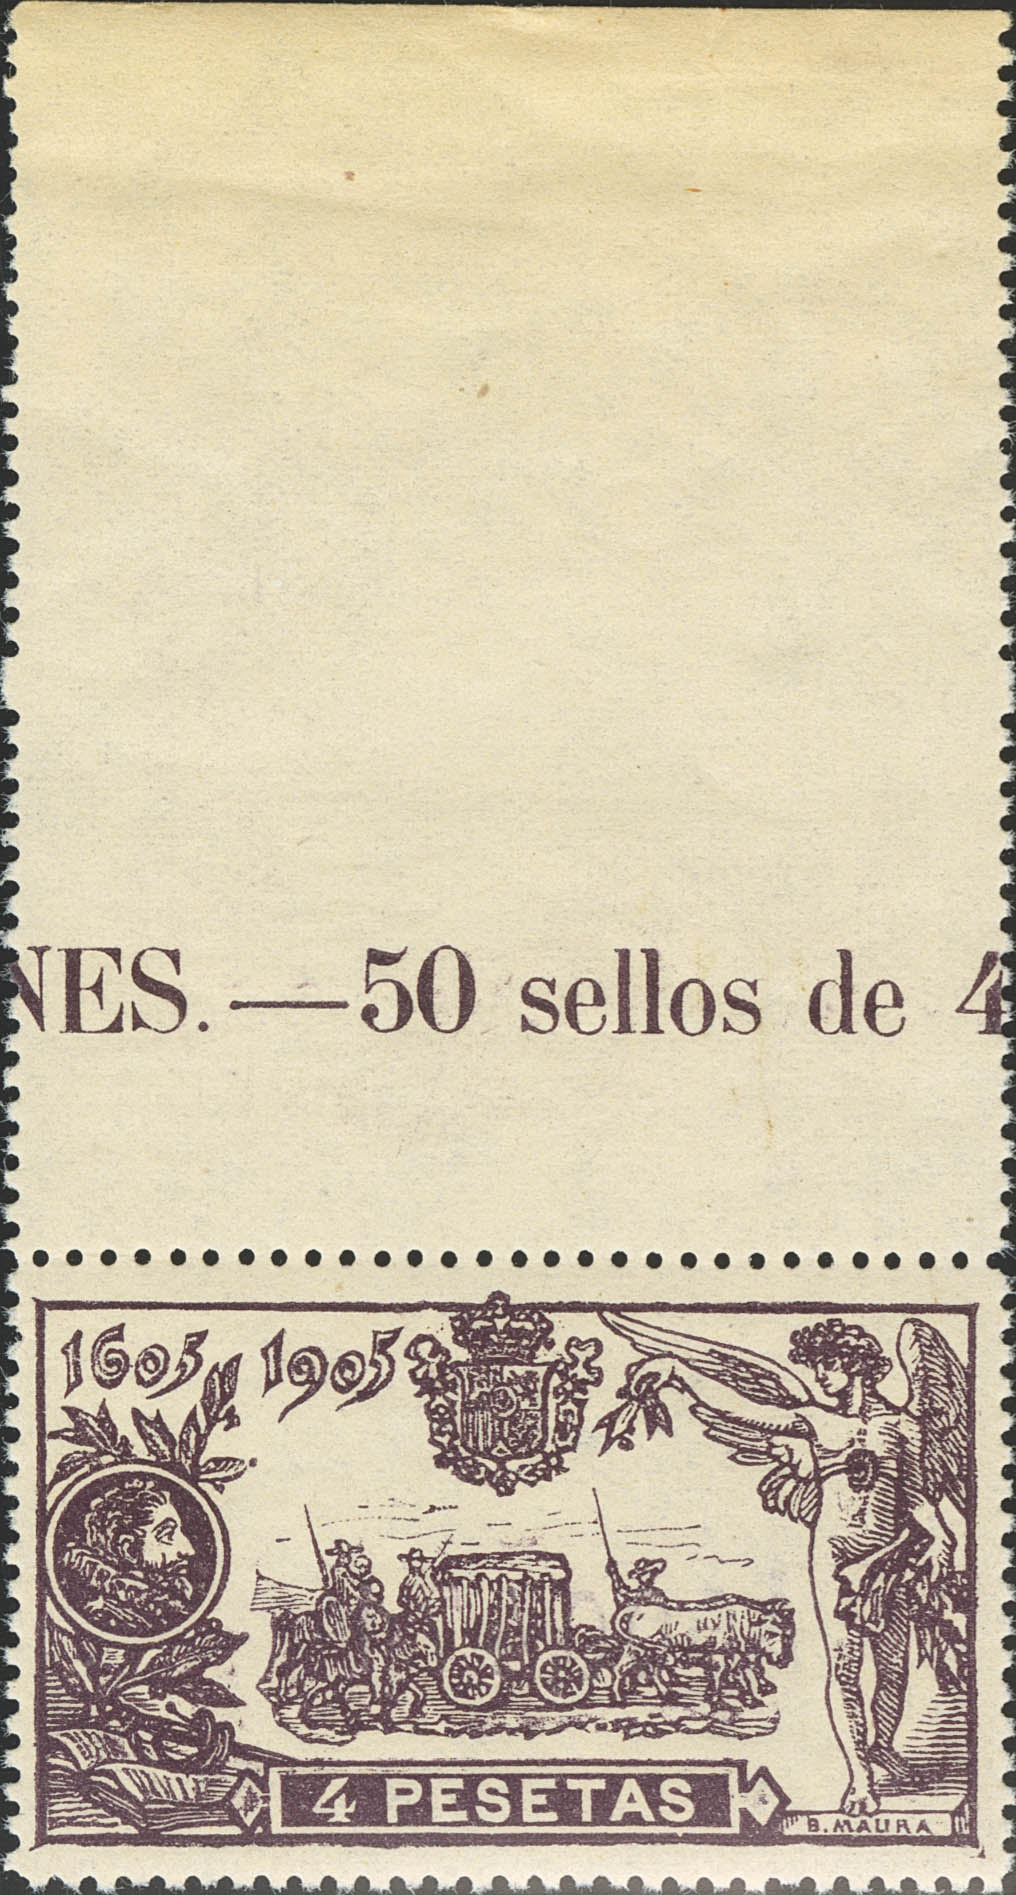 NES.—50 sellos de 4
1605 1905
4 PESETAS
B. MAURA